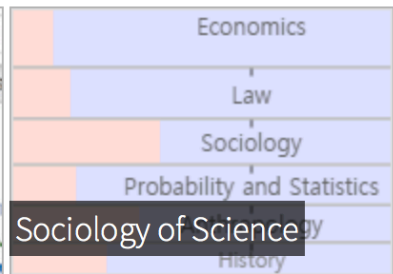 Economics
Law
Sociology
Probability and Statistics
Sociology of Science
History